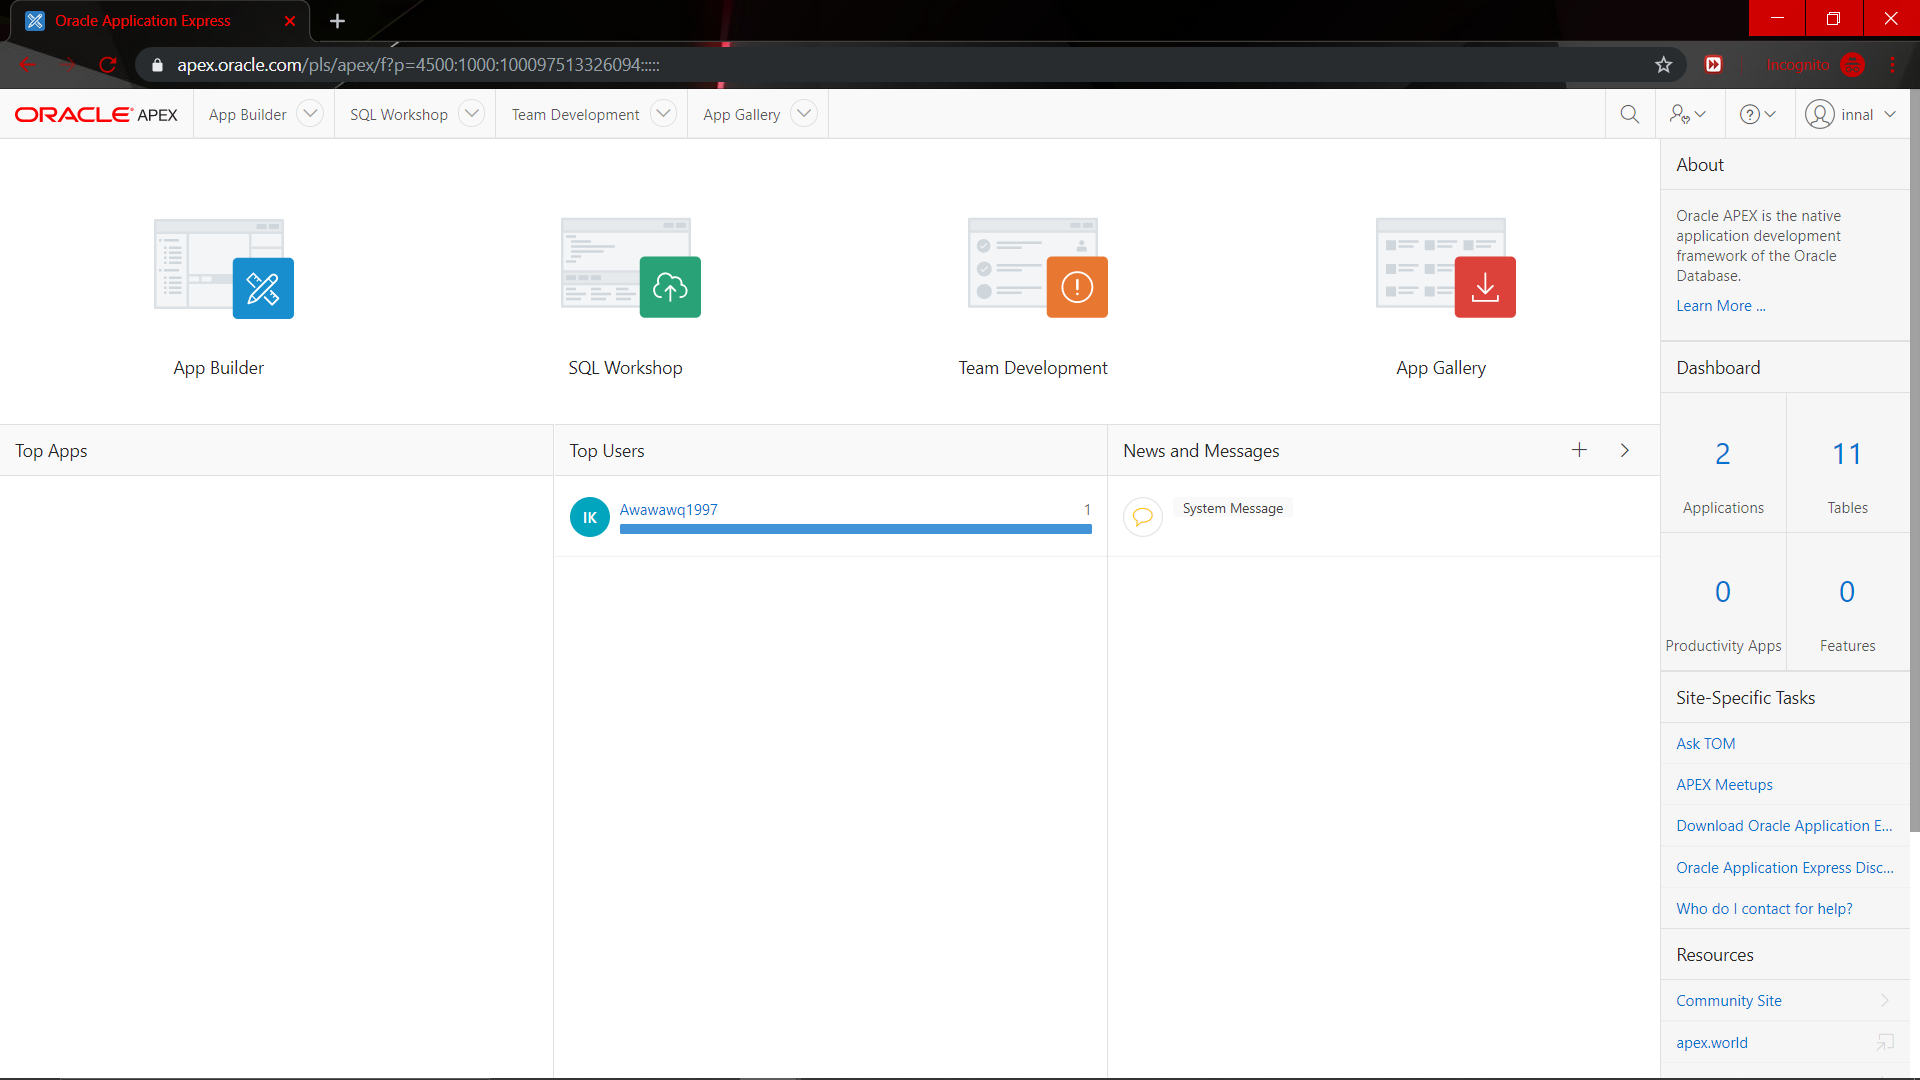 Oracle Application Express
apex.oracle.com/pls/apex/f?p=4500:1000:100097513326094:::::
Incognito
ORACLE® APEX
App Builder
SQL Workshop
Team Development
App Gallery
innal
App Builder
SQL Workshop
Team Development
App Gallery
Top Apps
Top Users
IK
Awawawq1997
1
News and Messages
System Message
About
Oracle APEX is the native
application development
framework of the Oracle
Database.
Learn More ...
Dashboard
2
11
Applications
Tables
0
0
Productivity Apps
Features
Site-Specific Tasks
Ask TOM
APEX Meetups
Download Oracle Application E...
Oracle Application Express Disc...
Who do I contact for help?
Resources
Community Site
apex.world